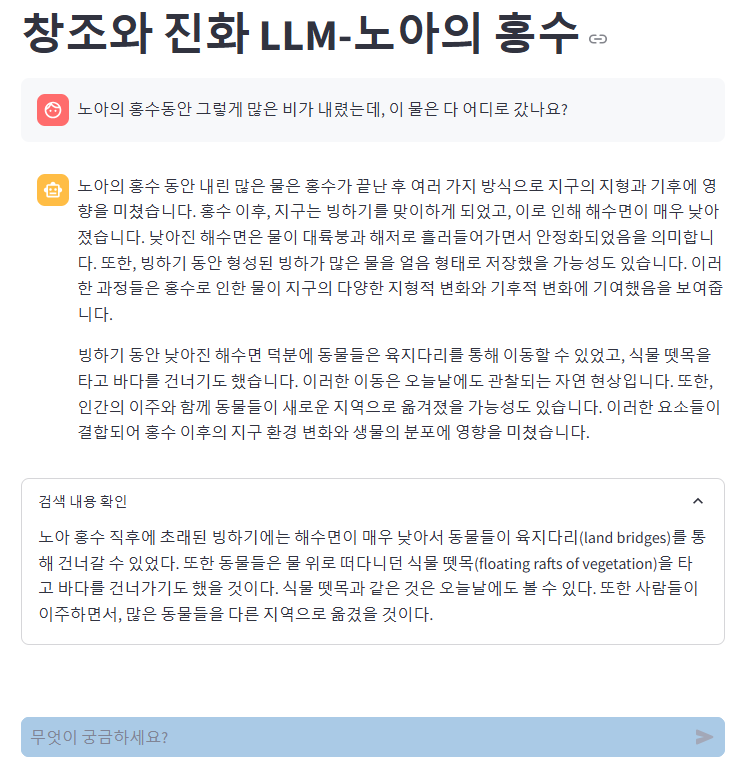 창조와 진화 LLM-노아의 홍수
노아의 홍수동안 그렇게 많은 비가 내렸는데, 이 물은 다 어디로 갔나요?
노아의 홍수 동안 내린 많은 물은 홍수가 끝난 후 여러 가지 방식으로 지구의 지형과 기후에 영
향을 미쳤습니다. 홍수 이후, 지구는 빙하기를 맞이하게 되었고, 이로 인해 해수면이 매우 낮아
졌습니다. 낮아진 해수면은 물이 대륙붕과 해저로 흘러들어가면서 안정화되었음을 의미합니
다. 또한, 빙하기 동안 형성된 빙하가 많은 물을 얼음 형태로 저장했을 가능성도 있습니다. 이러
한 과정들은 홍수로 인한 물이 지구의 다양한 지형적 변화와 기후적 변화에 기여했음을 보여줍
니다.
빙하기 동안 낮아진 해수면 덕분에 동물들은 육지다리를 통해 이동할 수 있었고, 식물 뗏목을
타고 바다를 건너기도 했습니다. 이러한 이동은 오늘날에도 관찰되는 자연 현상입니다. 또한,
인간의 이주와 함께 동물들이 새로운 지역으로 옮겨졌을 가능성도 있습니다. 이러한 요소들이
결합되어 홍수 이후의 지구 환경 변화와 생물의 분포에 영향을 미쳤습니다.
검색 내용 확인
노아 홍수 직후에 초래된 빙하기에는 해수면이 매우 낮아서 동물들이 육지다리(land bridges)를 통
해 건너갈 수 있었다. 또한 동물들은 물 위로 떠다니던 식물 뗏목(floating rafts of vegetation)을 타
고 바다를 건너가기도 했을 것이다. 식물 뗏목과 같은 것은 오늘날에도 볼 수 있다. 또한 사람들이
이주하면서, 많은 동물들을 다른 지역으로 옮겼을 것이다.
무엇이 궁금하세요?